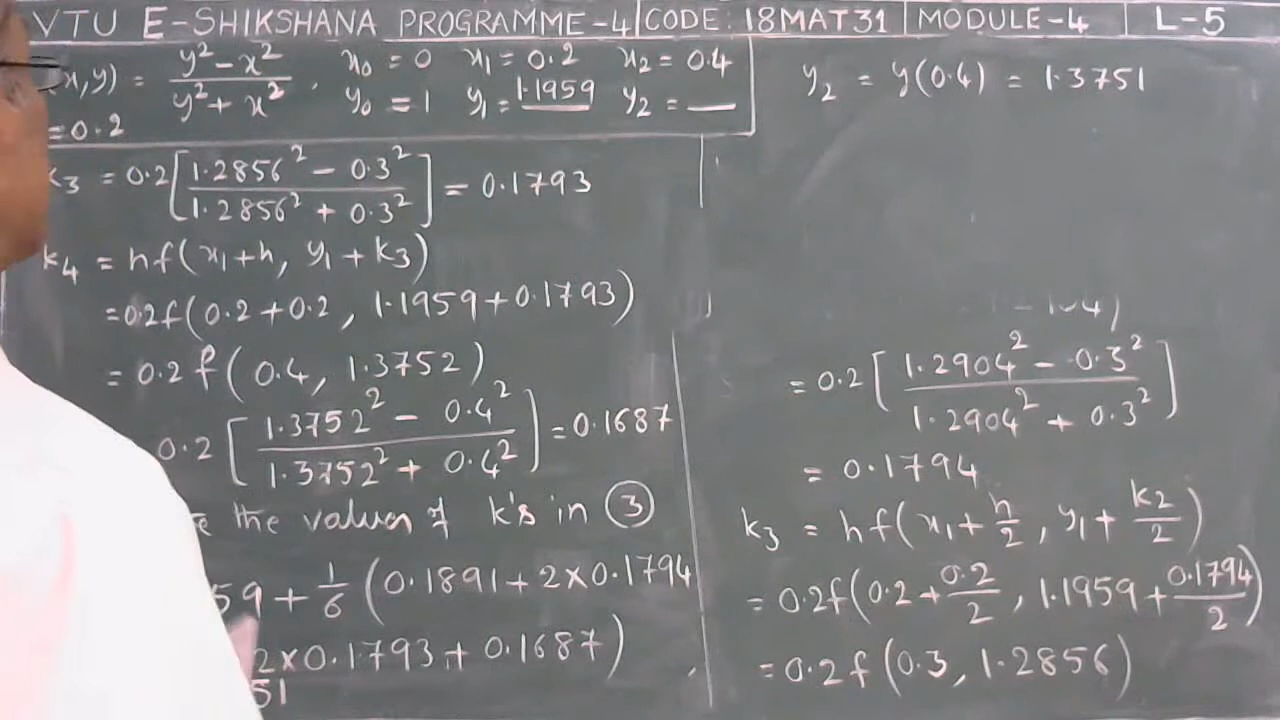 VTU E-SHIKSHANA PROGRAMME-4 | CODE: 18MAT31 | MODULE-4 | L-5
x,y) = (y² - x²)/(y² + x²), x₀ = 0 x₁ = 0.2 x₂ = 0.4
y₀ = 1 y₁ = 1.1959 y₂ = __
= 0.2
k₃ = 0.2[(1.2856² - 0.3²)/(1.2856² + 0.3²)] = 0.1793
k₄ = hf(x₁+h, y₁+k₃)
= 0.2f(0.2+0.2, 1.1959+0.1793)
= 0.2f(0.4, 1.3752)
0.2[(1.3752² - 0.4²)/(1.3752² + 0.4²)] = 0.1687
the values of k's in ③
59 + 1/6 (0.1891 + 2×0.1794
2×0.1793 + 0.1687)
51
y₂ = y(0.4) = 1.3751
= 0.2[(1.2904² - 0.3²)/(1.2904² + 0.3²)]
= 0.1794
k₃ = hf(x₁ + h/2, y₁ + k₂/2)
= 0.2f(0.2 + 0.2/2, 1.1959 + 0.1794/2)
= 0.2f(0.3, 1.2856)